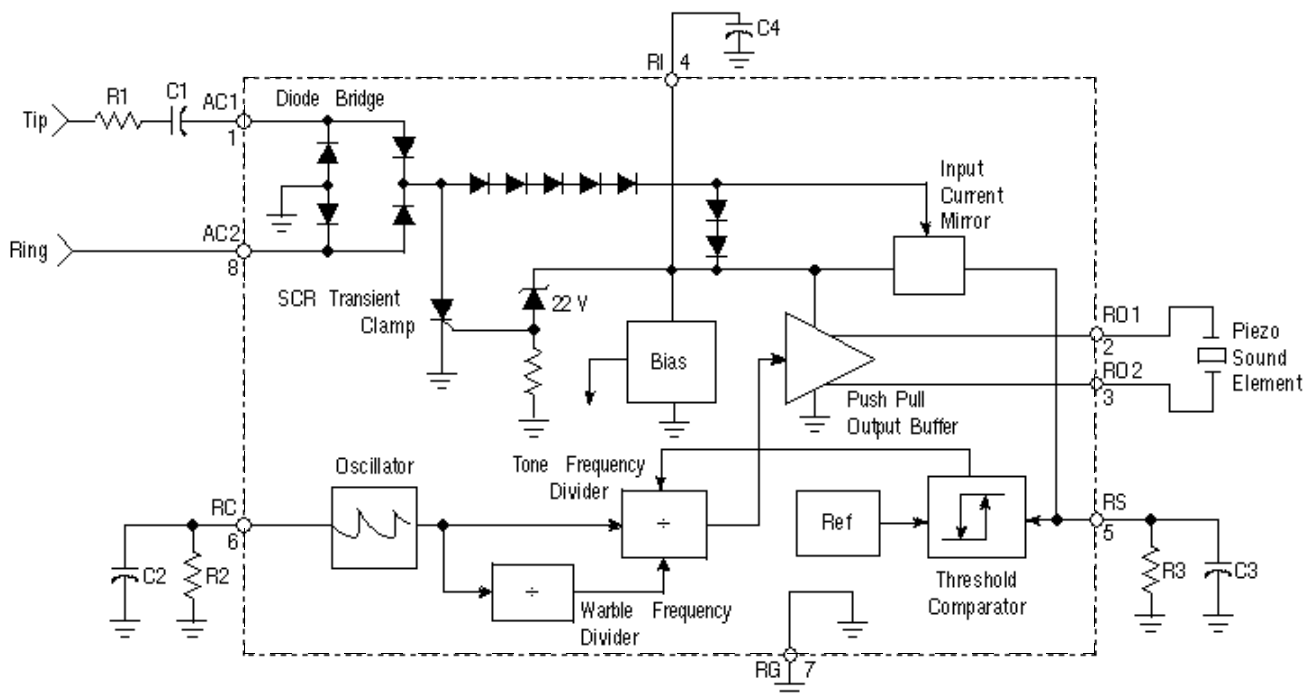 C4
RI 4
R1 C1 AC1 Diode Bridge
Tip
1
Input
Current
Mirror
Ring
AC2
8
SCR Transient
Clamp
22 V
Bias
RO1
2
RO2
3
Piezo
Sound
Element
Push Pull
Output Buffer
Oscillator
Tone Frequency
Divider
RC
6
÷
Ref
RS
5
C2
R2
÷
Warble Frequency
Divider
Threshold
Comparator
R3
C3
RG 7